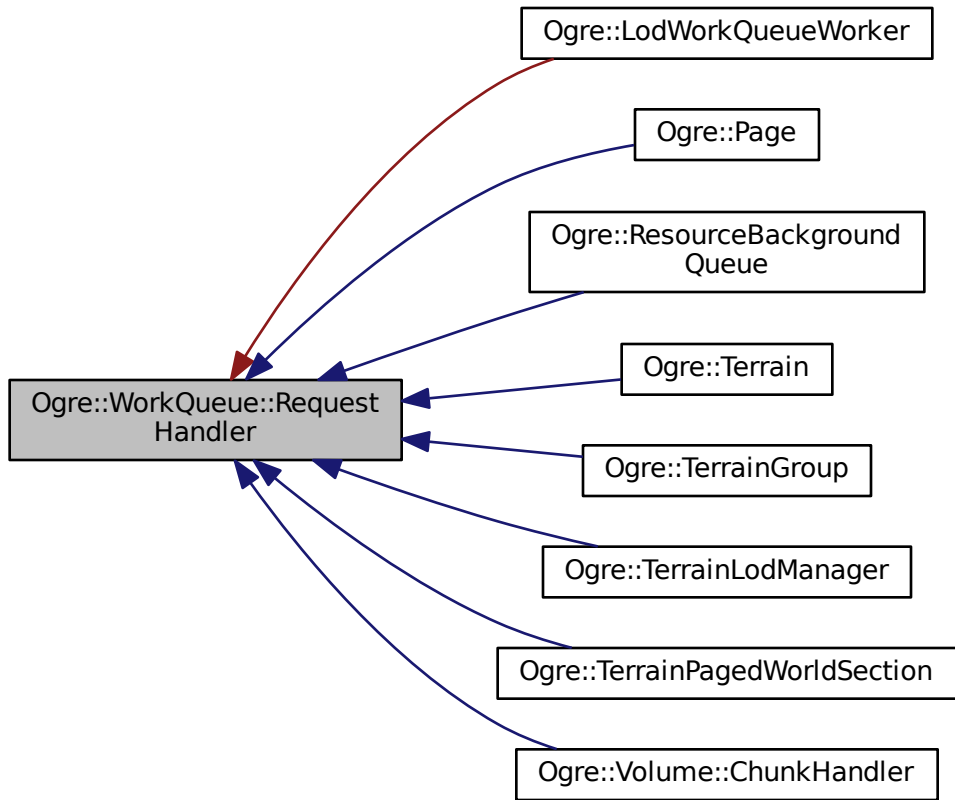 Ogre::LodWorkQueueWorker
Ogre::Page
Ogre::ResourceBackground
Queue
Ogre::Terrain
Ogre::WorkQueue::Request
Handler
Ogre::TerrainGroup
Ogre::TerrainLodManager
Ogre::TerrainPagedWorldSection
Ogre::Volume::ChunkHandler